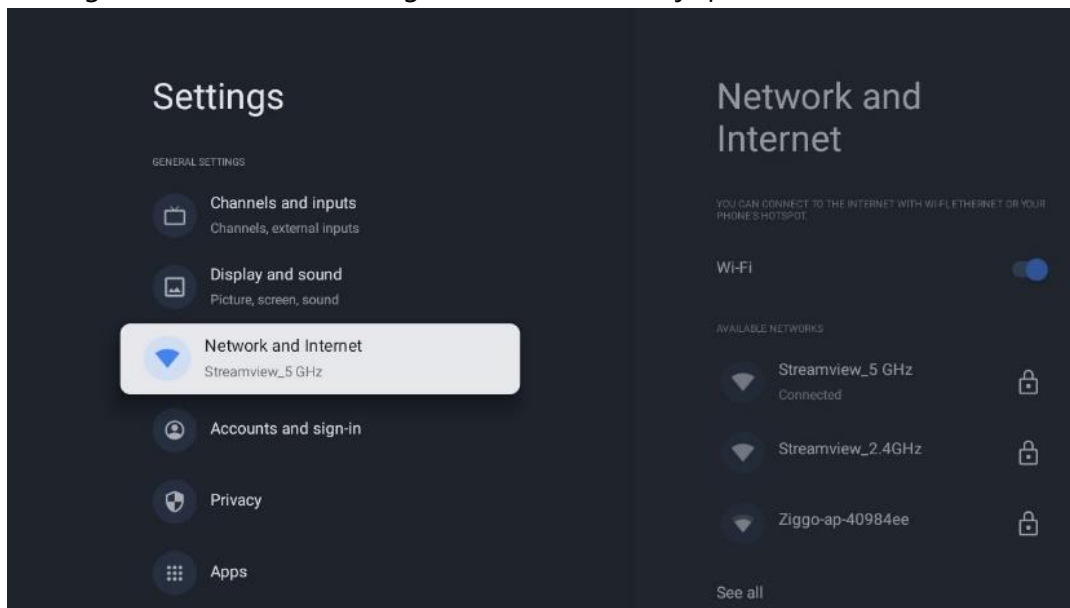 Settings
GENERAL SETTINGS
Channels and inputs
Channels, external inputs
Display and sound
Picture, screen, sound
Network and Internet
Streamview_5 GHz
Accounts and sign-in
Privacy
Apps
Network and
Internet
YOU CAN CONNECT TO THE INTERNET WITH WI-FI, ETHERNET OR YOUR
PHONE'S HOTSPOT.
Wi-Fi
AVAILABLE NETWORKS
Streamview_5 GHz
Connected
Streamview_2.4GHz
Ziggo-ap-40984ee
See all